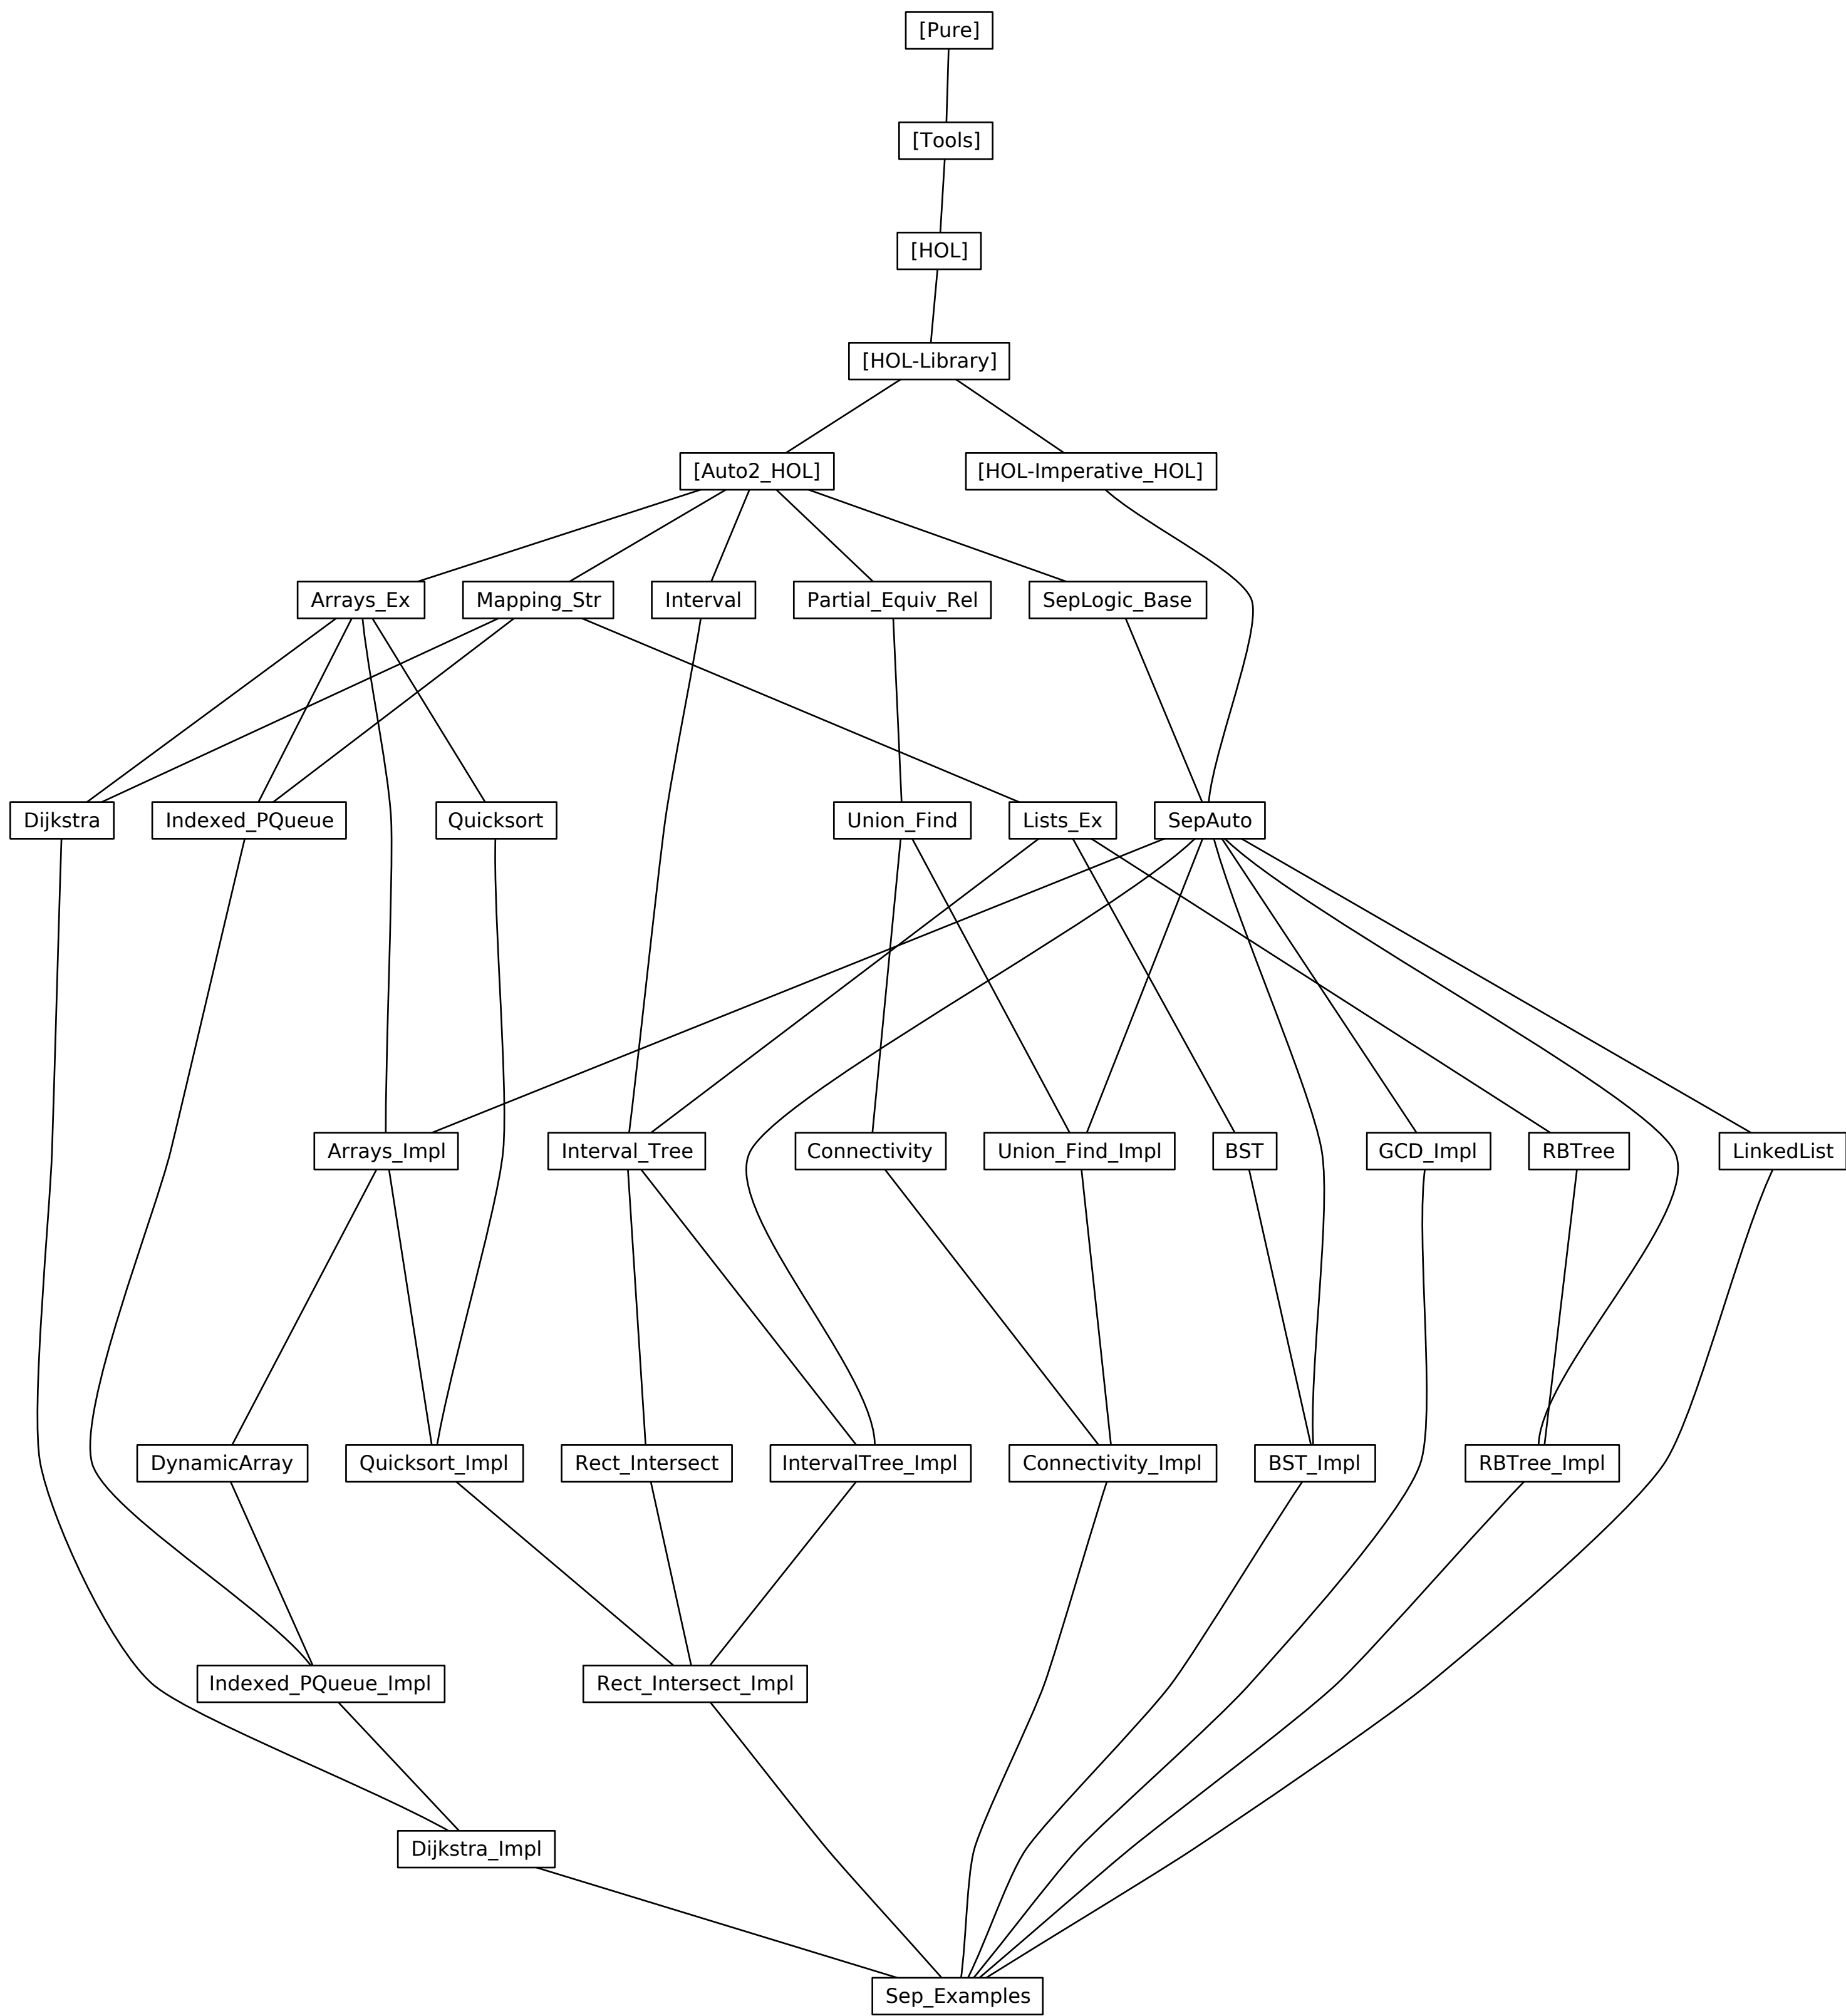 [Pure]
[Tools]
[HOL]
[HOL-Library]
[Auto2_HOL]
[HOL-Imperative_HOL]
Arrays_Ex
Mapping_Str
Interval
Partial_Equiv_Rel
SepLogic_Base
Dijkstra
Indexed_PQueue
Quicksort
Union_Find
Lists_Ex
SepAuto
Arrays_Impl
Interval_Tree
Connectivity
Union_Find_Impl
BST
GCD_Impl
RBTree
LinkedList
DynamicArray
Quicksort_Impl
Rect_Intersect
IntervalTree_Impl
Connectivity_Impl
BST_Impl
RBTree_Impl
Indexed_PQueue_Impl
Rect_Intersect_Impl
Dijkstra_Impl
Sep_Examples